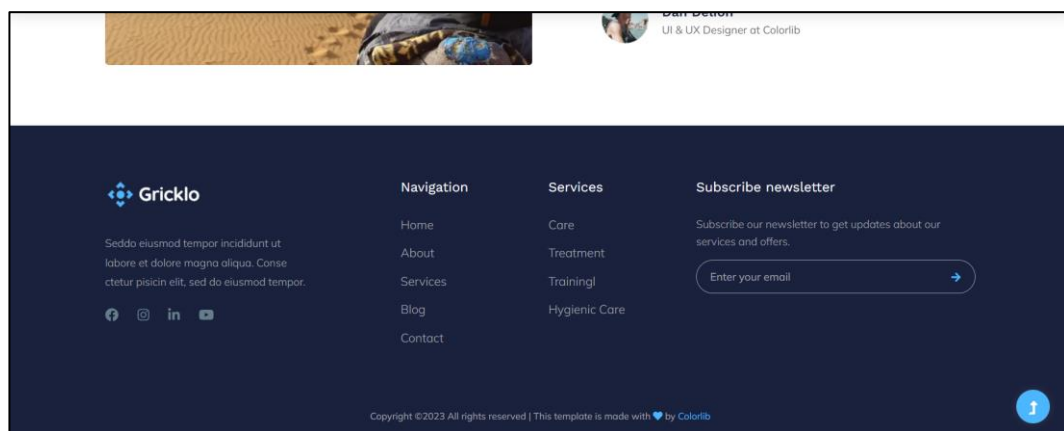 Dan Delion
UI & UX Designer at Colorlib
Gricklo
Seddo eiusmod tempor incididunt ut
labore et dolore magna aliqua. Conse
ctetur pisicin elit, sed do eiusmod tempor.
Navigation
Home
About
Services
Blog
Contact
Services
Care
Treatment
Trainingl
Hygienic Care
Subscribe newsletter
Subscribe our newsletter to get updates about our
services and offers.
Enter your email
Copyright ©2023 All rights reserved | This template is made with by Colorlib